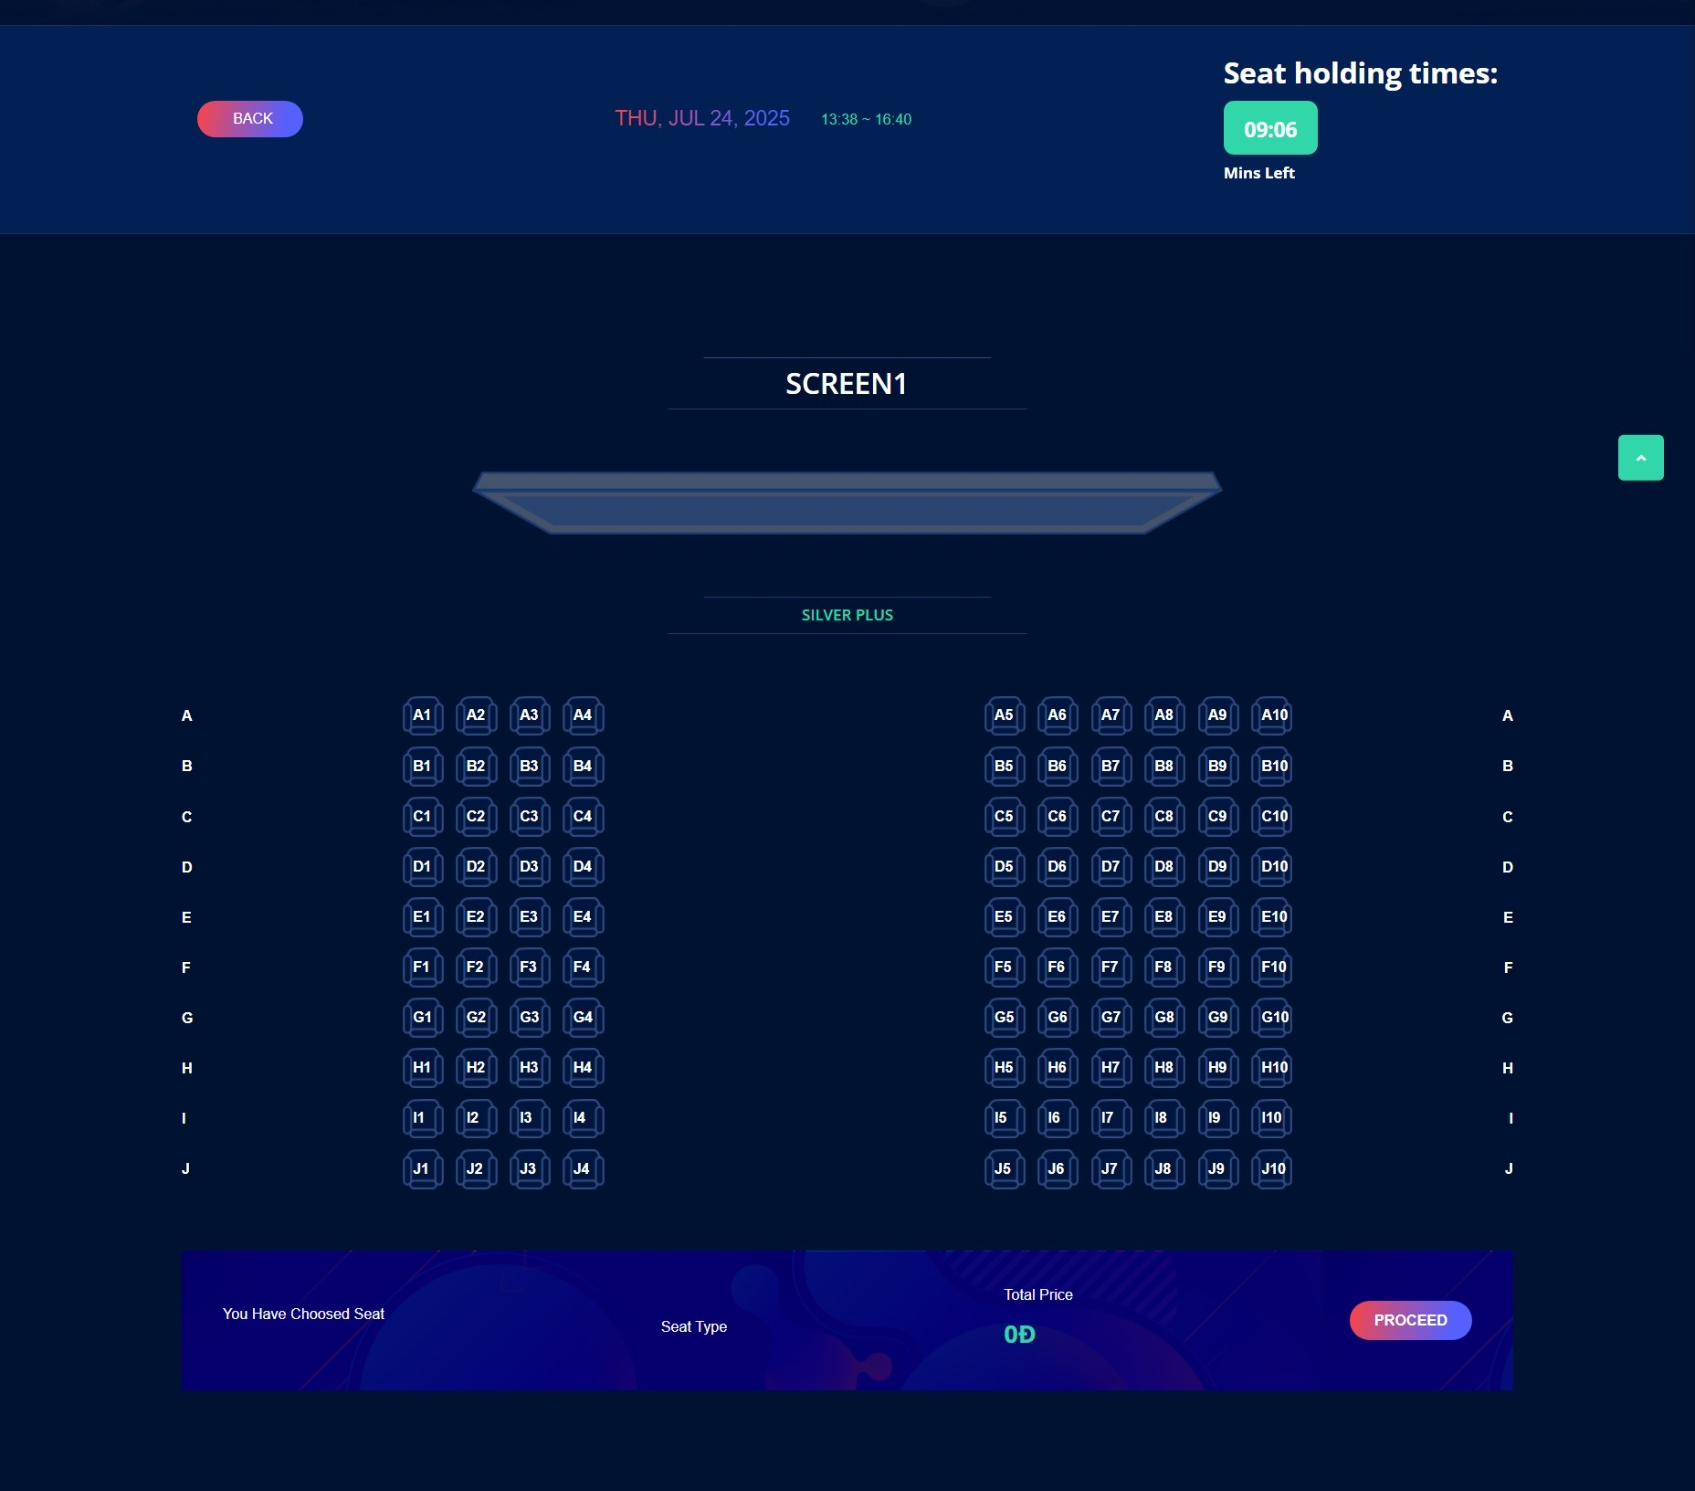 BACK
THU, JUL 24, 2025 13:38 ~ 16:40
Seat holding times:
09:06
Mins Left
SCREEN1
SILVER PLUS
A A1 A2 A3 A4 A5 A6 A7 A8 A9 A10 A
B B1 B2 B3 B4 B5 B6 B7 B8 B9 B10 B
C C1 C2 C3 C4 C5 C6 C7 C8 C9 C10 C
D D1 D2 D3 D4 D5 D6 D7 D8 D9 D10 D
E E1 E2 E3 E4 E5 E6 E7 E8 E9 E10 E
F F1 F2 F3 F4 F5 F6 F7 F8 F9 F10 F
G G1 G2 G3 G4 G5 G6 G7 G8 G9 G10 G
H H1 H2 H3 H4 H5 H6 H7 H8 H9 H10 H
I I1 I2 I3 I4 I5 I6 I7 I8 I9 I10 I
J J1 J2 J3 J4 J5 J6 J7 J8 J9 J10 J
You Have Choosed Seat
Seat Type
Total Price
0Đ
PROCEED